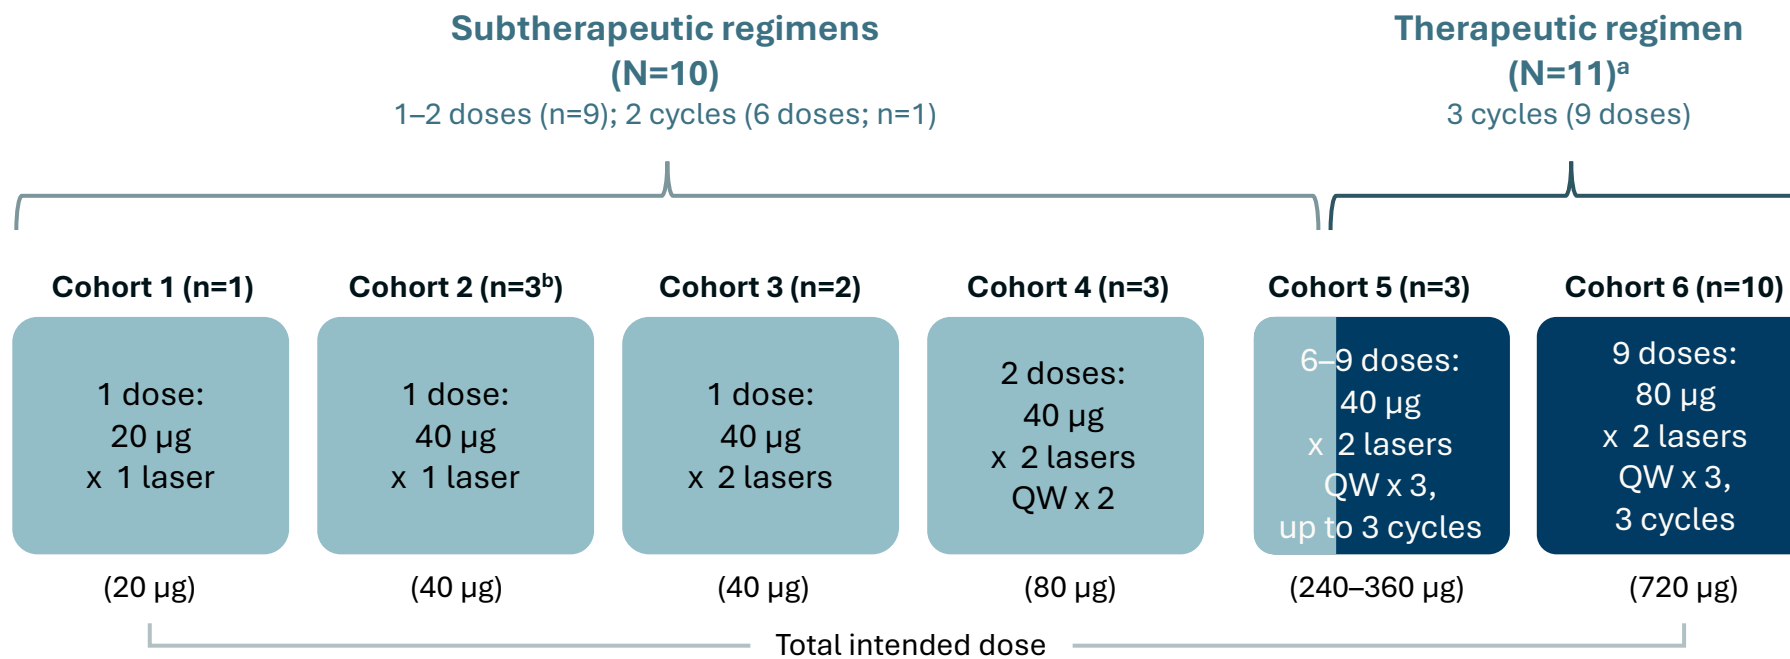 Subtherapeutic regimens
(N=10)
1–2 doses (n=9); 2 cycles (6 doses; n=1)
Therapeutic regimen
(N=11)ᵃ
3 cycles (9 doses)
Cohort 1 (n=1)
1 dose:
20 µg
x 1 laser
(20 µg)
Cohort 2 (n=3ᵇ)
1 dose:
40 µg
x 1 laser
(40 µg)
Cohort 3 (n=2)
1 dose:
40 µg
x 2 lasers
(40 µg)
Cohort 4 (n=3)
2 doses:
40 µg
x 2 lasers
QW x 2
(80 µg)
Cohort 5 (n=3)
6–9 doses:
40 µg
x 2 lasers
QW x 3,
up to 3 cycles
(240–360 µg)
Cohort 6 (n=10)
9 doses:
80 µg
x 2 lasers
QW x 3,
3 cycles
(720 µg)
Total intended dose